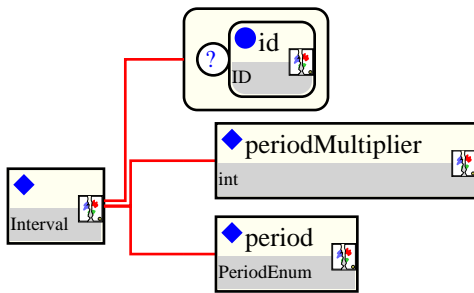 ? id
ID
periodMultiplier
int
Interval
period
PeriodEnum